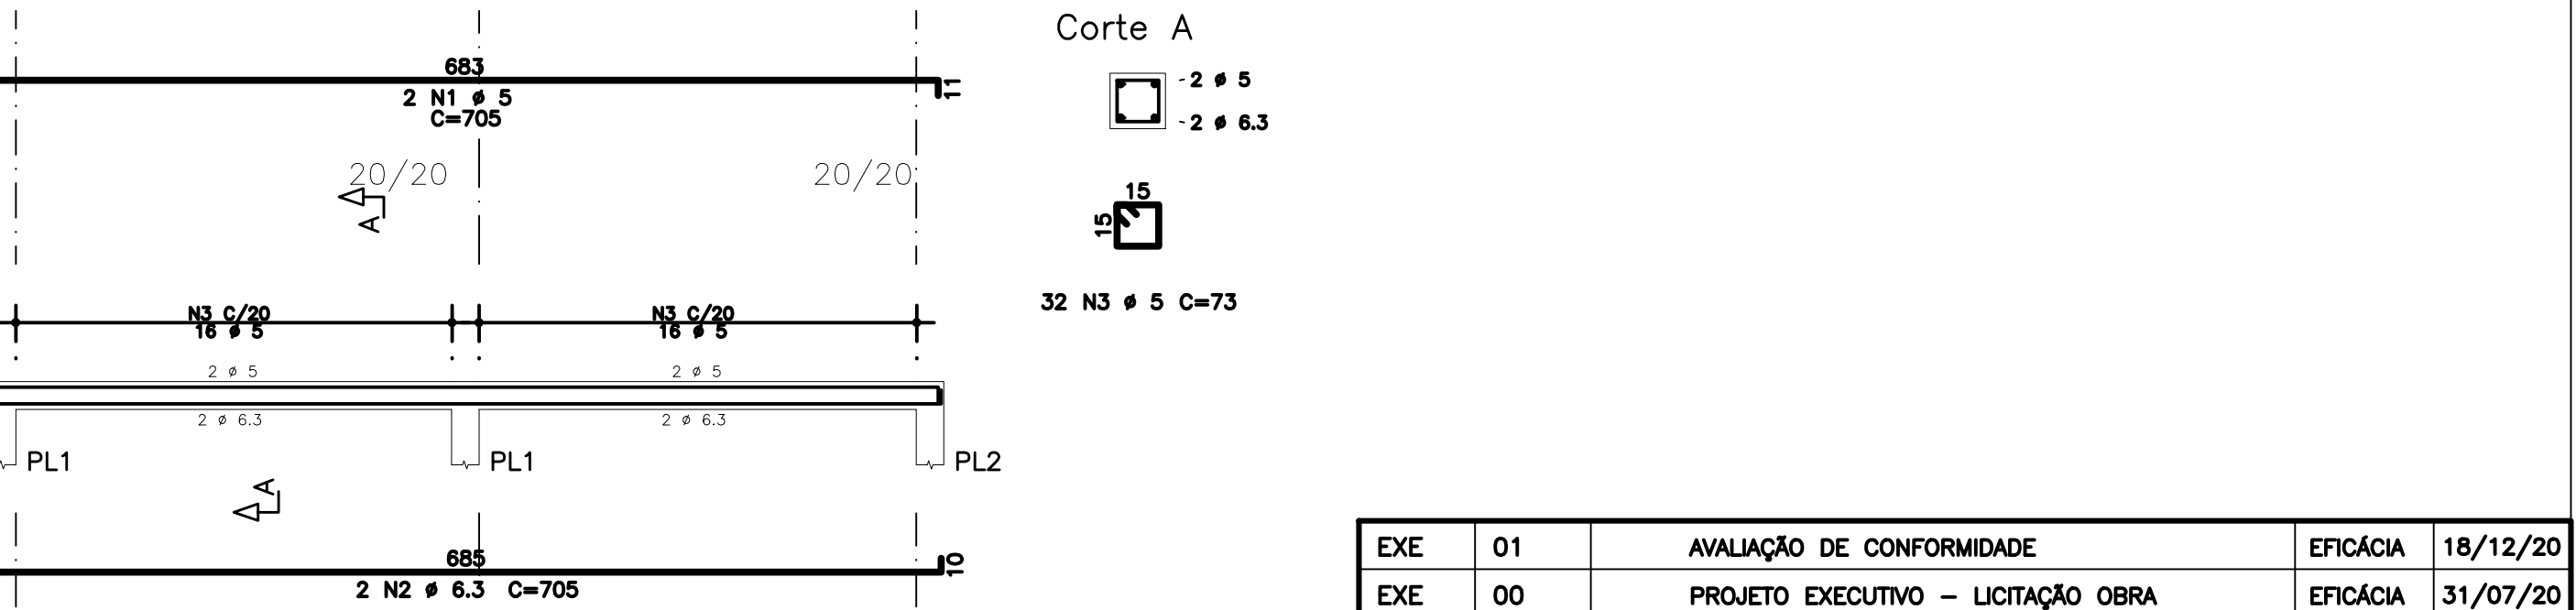 Corte A
683
11
2 N1 ø 5
C=705
2 ø 5
2 ø 6.3
20/20
20/20
A
15
15
32 N3 ø 5 C=73
N3 C/20
16 ø 5
N3 C/20
16 ø 5
2 ø 5
2 ø 5
2 ø 6.3
2 ø 6.3
PL1
PL1
PL2
A
685
10
2 N2 ø 6.3 C=705
EXE 01 AVALIAÇÃO DE CONFORMIDADE EFICÁCIA 18/12/20
EXE 00 PROJETO EXECUTIVO – LICITAÇÃO OBRA EFICÁCIA 31/07/20